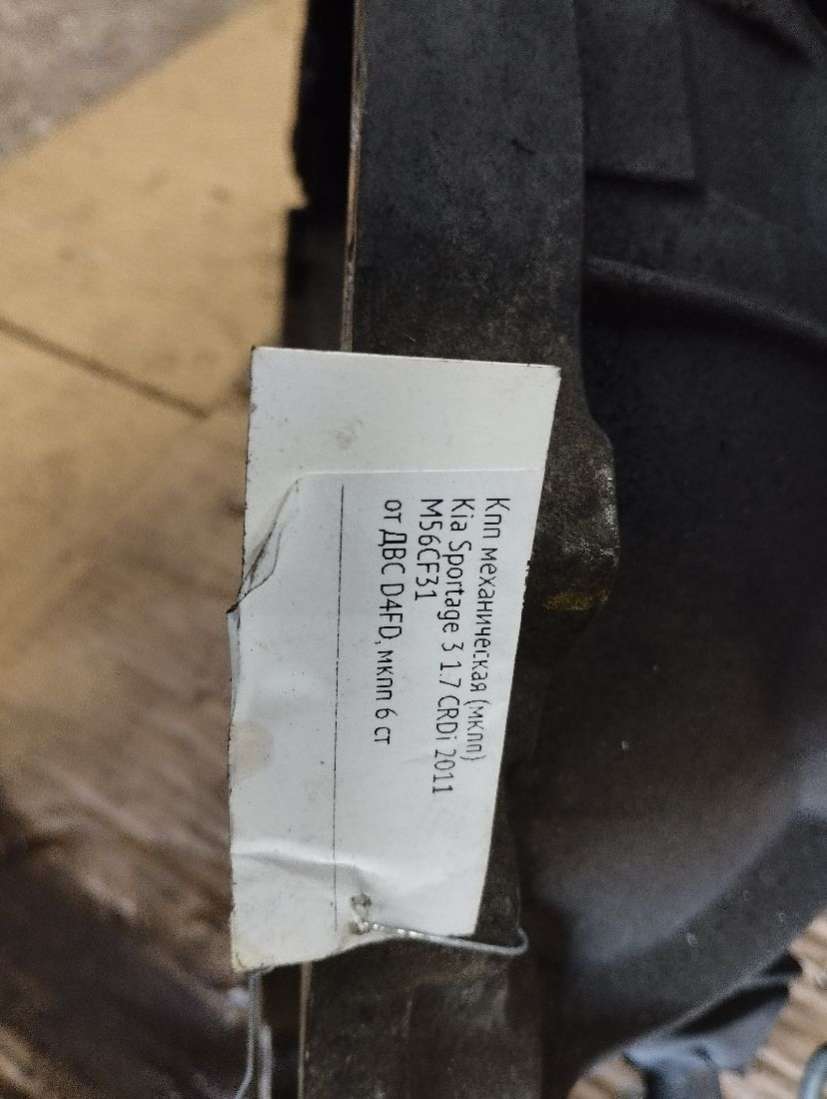 Кпп механическая (мкпп)
Kia Sportage 3 1.7 CRDi 2011
M56CF31
от ДВС D4FD, мкпп 6 ст